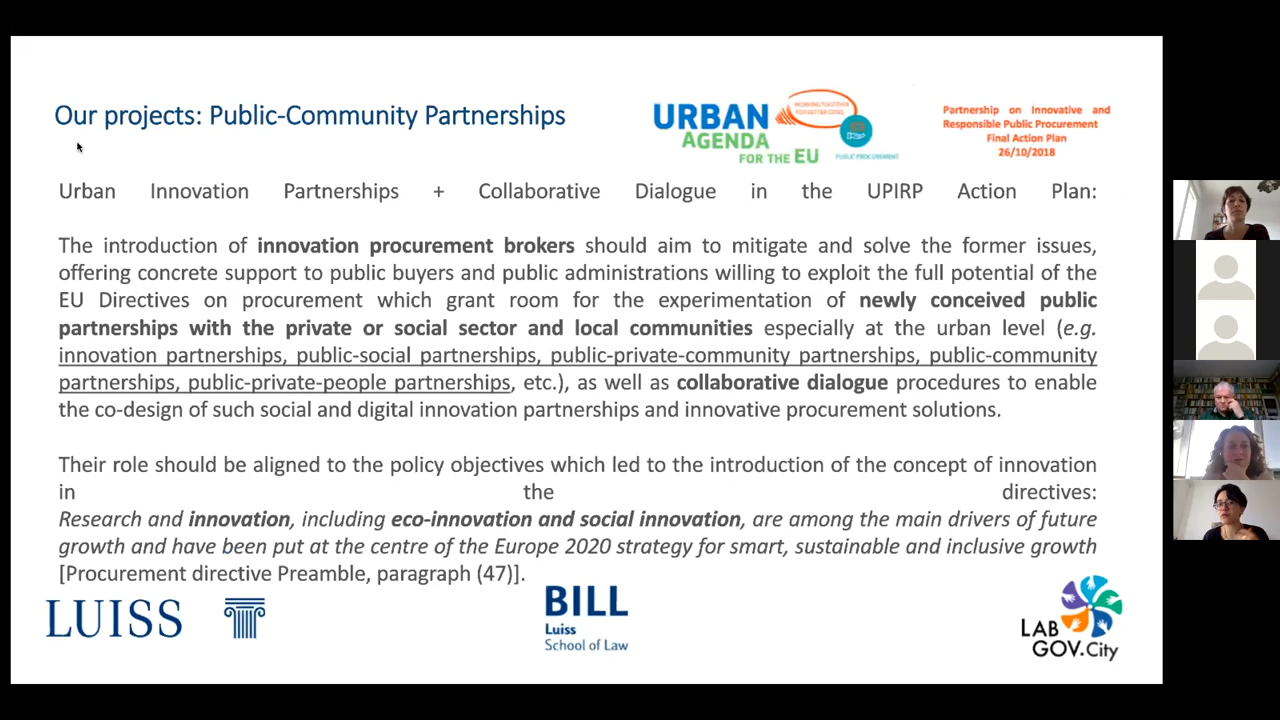 Our projects: Public-Community Partnerships
URBAN
AGENDA
FOR THE EU
WORKING TOGETHER
FOR BETTER CITIES
PUBLIC PROCUREMENT
Partnership on Innovative and
Responsible Public Procurement
Final Action Plan
26/10/2018
Urban Innovation Partnerships + Collaborative Dialogue in the UPIRP Action Plan:
The introduction of innovation procurement brokers should aim to mitigate and solve the former issues,
offering concrete support to public buyers and public administrations willing to exploit the full potential of the
EU Directives on procurement which grant room for the experimentation of newly conceived public
partnerships with the private or social sector and local communities especially at the urban level (e.g.
innovation partnerships, public-social partnerships, public-private-community partnerships, public-community
partnerships, public-private-people partnerships, etc.), as well as collaborative dialogue procedures to enable
the co-design of such social and digital innovation partnerships and innovative procurement solutions.
Their role should be aligned to the policy objectives which led to the introduction of the concept of innovation
in the directives:
Research and innovation, including eco-innovation and social innovation, are among the main drivers of future
growth and have been put at the centre of the Europe 2020 strategy for smart, sustainable and inclusive growth
[Procurement directive Preamble, paragraph (47)].
LUISS
BILL
Luiss
School of Law
LAB
GOV.City